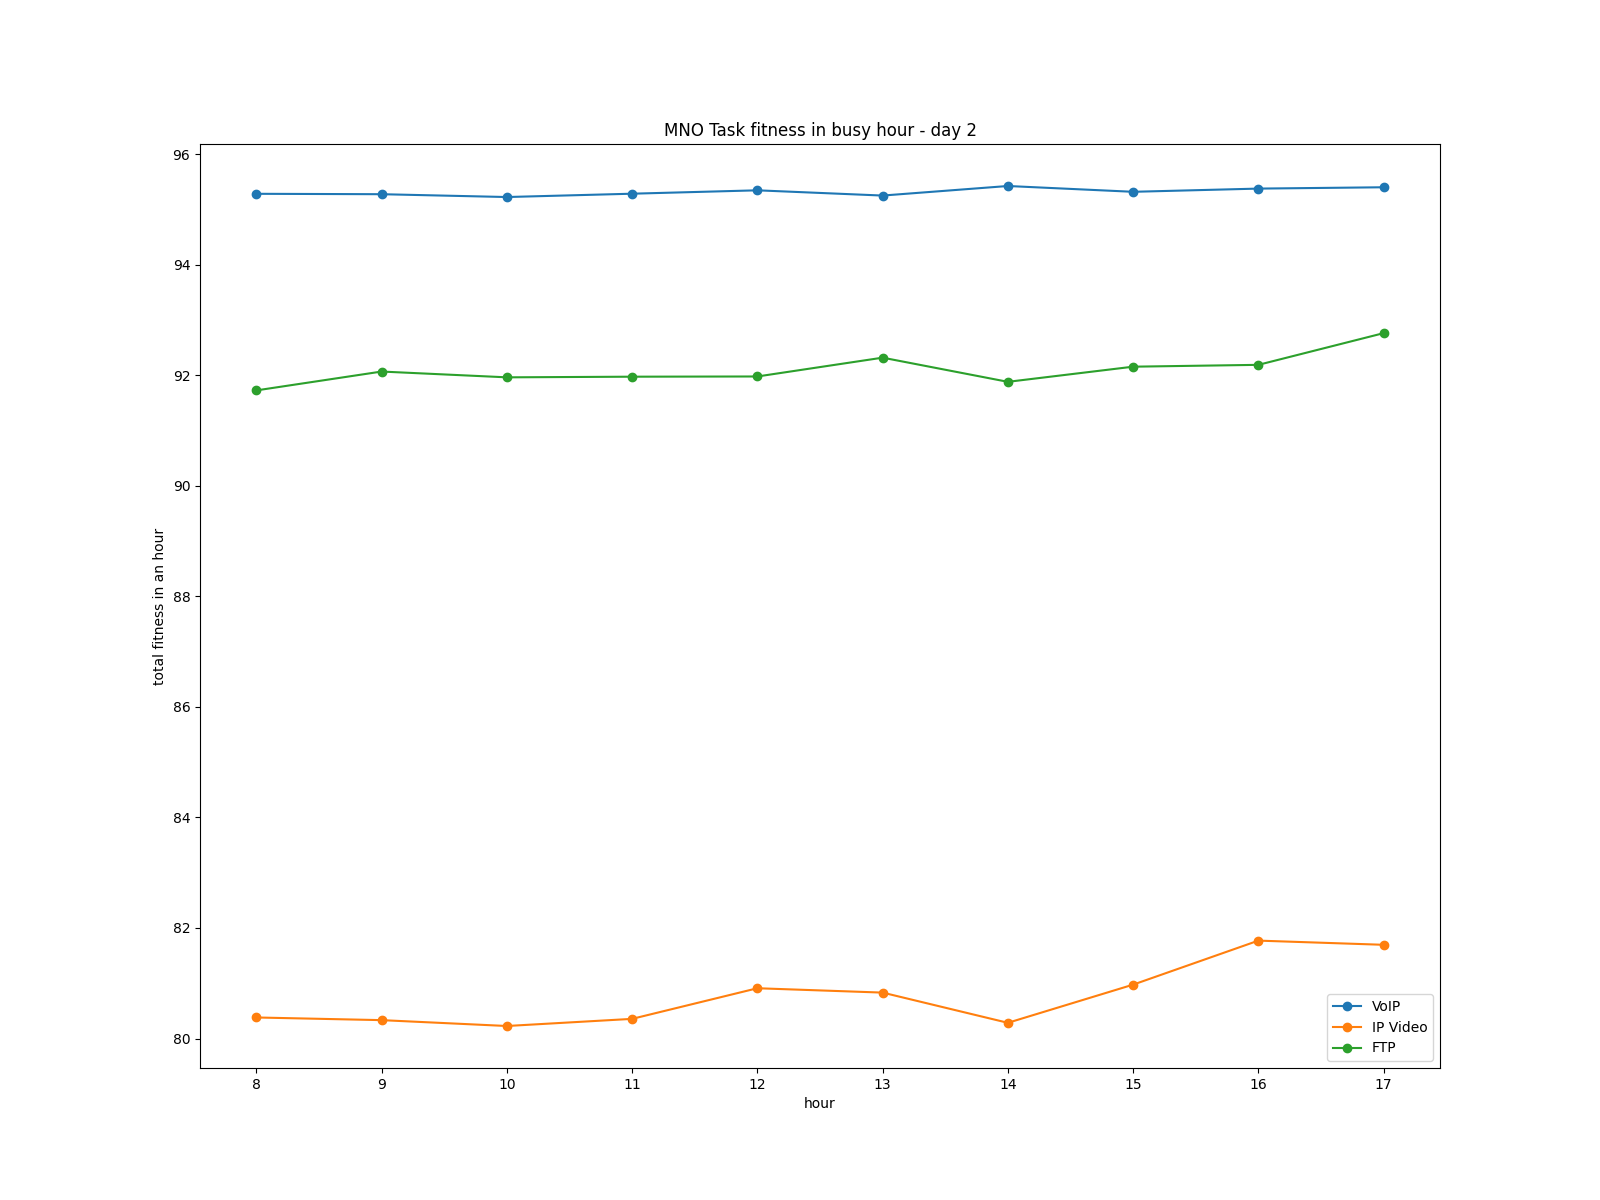 MNO Task fitness in busy hour - day 2
96
94
92
90
88
86
84
82
80
total fitness in an hour
8 9 10 11 12 13 14 15 16 17
hour
VoIP
IP Video
FTP